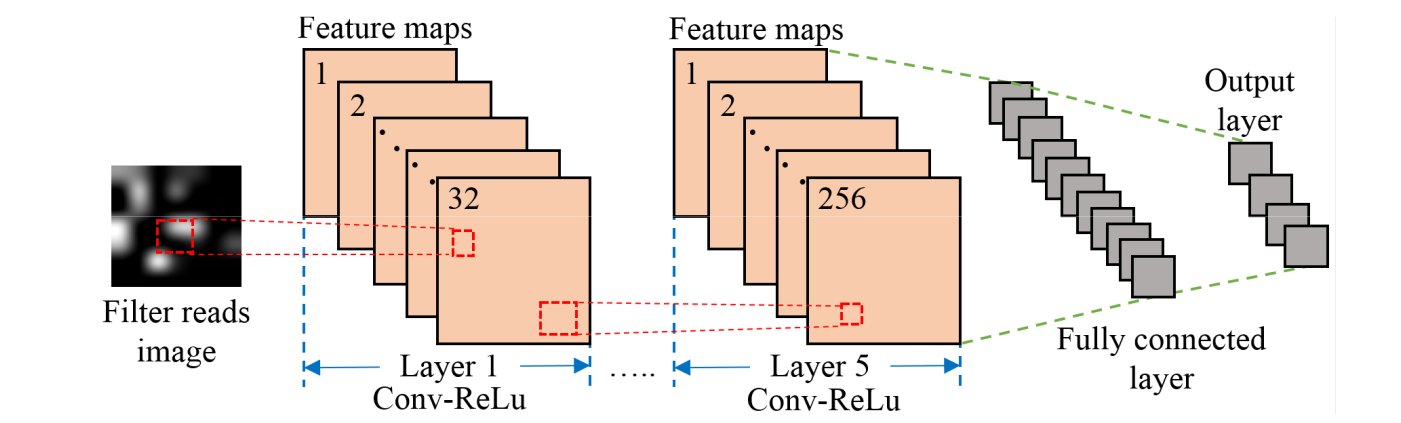 Feature maps
1
2
32
Filter reads
image
Layer 1
Conv-ReLu
.....
Feature maps
1
2
256
Layer 5
Conv-ReLu
Fully connected
layer
Output
layer